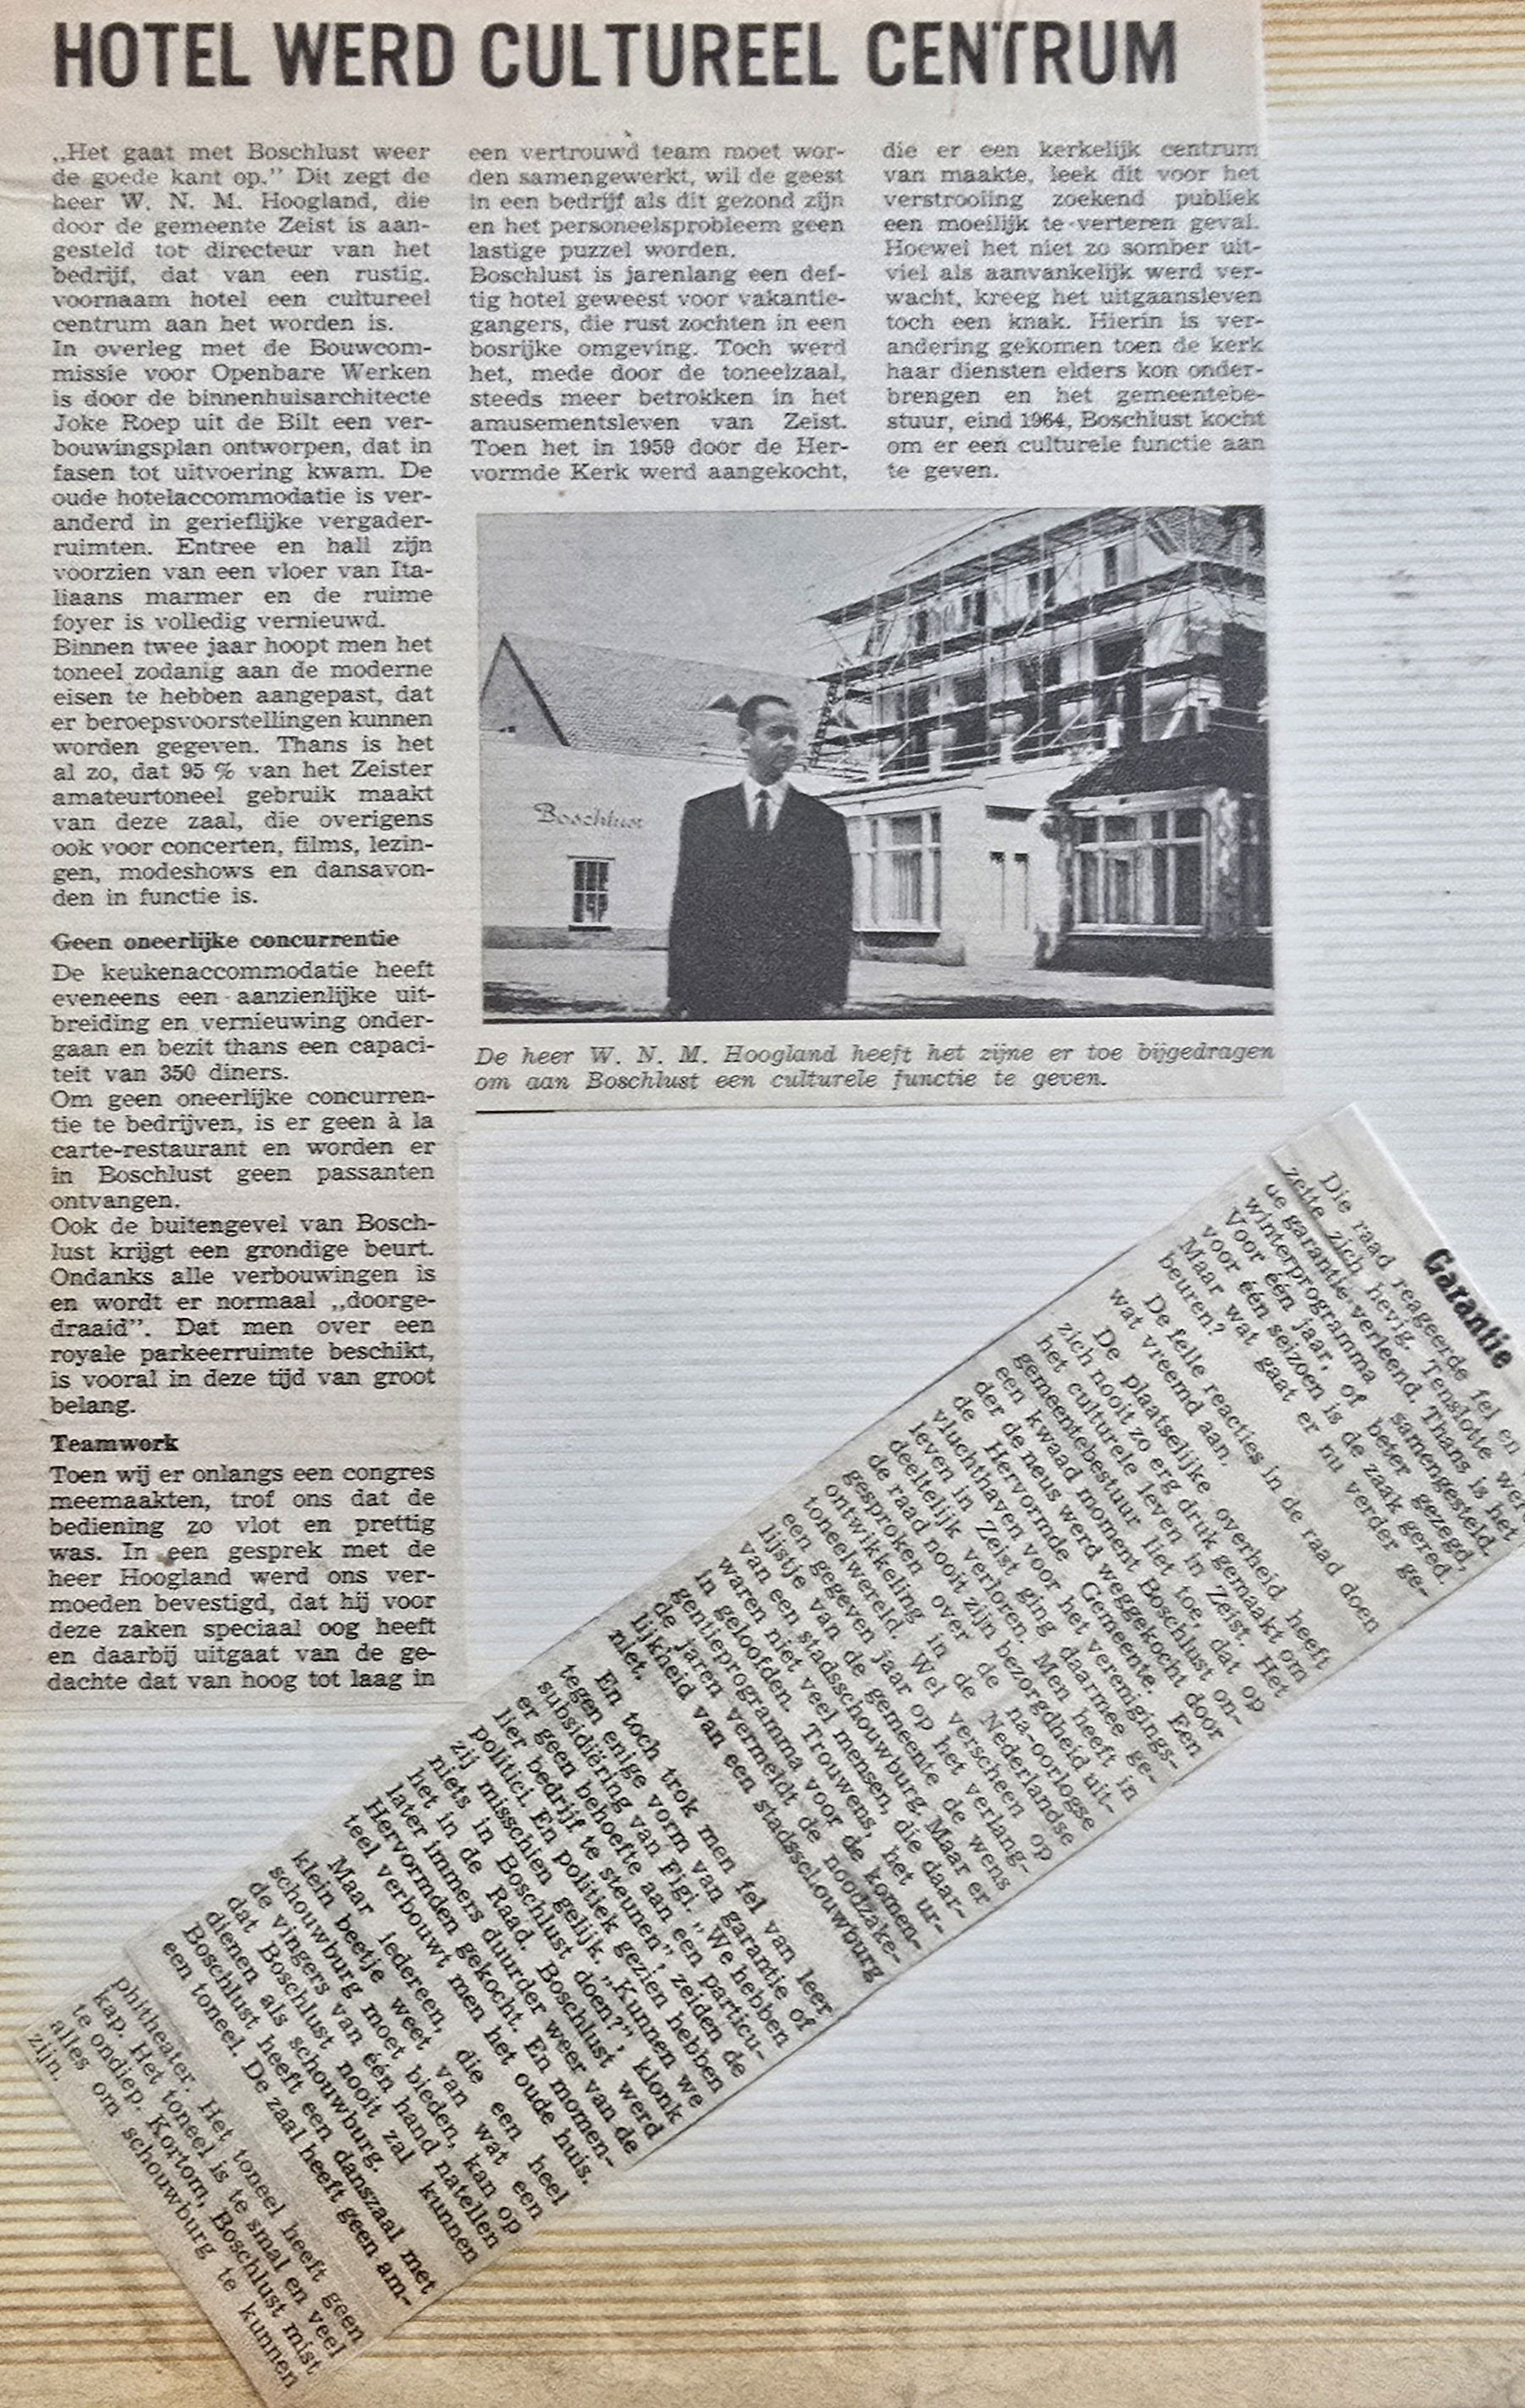 HOTEL WERD CULTUREEL CENTRUM
„Het gaat met Boschlust weer
de goede kant op.” Dit zegt de
heer W. N. M. Hoogland, die
door de gemeente Zeist is aan-
gesteld tot directeur van het
bedrijf, dat van een rustig,
voornaam hotel een cultureel
centrum aan het worden is.
In overleg met de Bouwcom-
missie voor Openbare Werken
is door de binnenhuisarchitecte
Joke Roep uit de Bilt een ver-
bouwingsplan ontworpen, dat in
fasen tot uitvoering kwam. De
oude hotelaccommodatie is ver-
anderd in gerieflijke vergader-
ruimten. Entree en hall zijn
voorzien van een vloer van Ita-
liaans marmer en de ruime
foyer is volledig vernieuwd.
Binnen twee jaar hoopt men het
toneel zodanig aan de moderne
eisen te hebben aangepast, dat
er beroepsvoorstellingen kunnen
worden gegeven. Thans is het
al zo, dat 95 % van het Zeister
amateurtoneel gebruik maakt
van deze zaal, die overigens
ook voor concerten, films, lezin-
gen, modeshows en dansavon-
den in functie is.
Geen oneerlijke concurrentie
De keukenaccommodatie heeft
eveneens een aanzienlijke uit-
breiding en vernieuwing onder-
gaan en bezit thans een capaci-
teit van 350 diners.
Om geen oneerlijke concurren-
tie te bedrijven, is er geen à la
carte-restaurant en worden er
in Boschlust geen passanten
ontvangen.
Ook de buitengevel van Bosch-
lust krijgt een grondige beurt.
Ondanks alle verbouwingen is
en wordt er normaal „doorge-
draaid”. Dat men over een
royale parkeerruimte beschikt,
is vooral in deze tijd van groot
belang.
Teamwork
Toen wij er onlangs een congres
meemaakten, trof ons dat de
bediening zo vlot en prettig
was. In een gesprek met de
heer Hoogland werd ons ver-
moeden bevestigd, dat hij voor
deze zaken speciaal oog heeft
en daarbij uitgaat van de ge-
dachte dat van hoog tot laag in
een vertrouwd team moet wor-
den samengewerkt, wil de geest
in een bedrijf als dit gezond zijn
en het personeelsprobleem geen
lastige puzzel worden.
Boschlust is jarenlang een def-
tig hotel geweest voor vakantie-
gangers, die rust zochten in een
bosrijke omgeving. Toch werd
het, mede door de toneelzaal,
steeds meer betrokken in het
amusementsleven van Zeist.
Toen het in 1959 door de Her-
vormde Kerk werd aangekocht,
die er een kerkelijk centrum
van maakte, leek dit voor het
verstrooiing zoekend publiek
een moeilijk te verteren geval.
Hoewel het niet zo somber uit-
viel als aanvankelijk werd ver-
wacht, kreeg het uitgaansleven
toch een knak. Hierin is ver-
andering gekomen toen de kerk
haar diensten elders kon onder-
brengen en het gemeentebe-
stuur, eind 1964, Boschlust kocht
om er een culturele functie aan
te geven.
Boschlust
De heer W. N. M. Hoogland heeft het zijne er toe bijgedragen
om aan Boschlust een culturele functie te geven.
Garantie
Die raad reageerde fel en
zette zich hevig. Tenslotte werd
de garantie verleend. Thans is het
winterprogramma samengesteld.
Voor één jaar, of beter gezegd,
voor één seizoen is de zaak gered.
Maar wat gaat er nu verder ge-
beuren?
De felle reacties in de raad doen
wat vreemd aan.
De plaatselijke overheid heeft
zich nooit zo erg druk gemaakt om
het culturele leven in Zeist. Het
gemeentebestuur liet toe, dat op
een kwaad moment Boschlust on-
der de neus werd weggekocht door
de Hervormde Gemeente. Een
vluchthaven voor het verenigings-
leven in Zeist ging daarmee ge-
deeltelijk verloren. Men heeft in
de raad nooit zijn bezorgdheid uit-
gesproken over de na-oorlogse
ontwikkeling in de Nederlandse
toneelwereld. Wel verscheen op
een gegeven jaar op het verlang-
lijstje van de gemeente de wens
van een stadsschouwburg. Maar er
waren niet veel mensen, die daar-
in geloofden. Trouwens, het ur-
gentieprogramma voor de komen-
de jaren vermeldt de noodzake-
lijkheid van een stadsschouwburg
niet.
En toch trok men fel van leer
tegen enige vorm van garantie of
subsidiëring van Figi. „We hebben
er geen behoefte aan een particu-
lier bedrijf te steunen”, zeiden de
politici. En politiek gezien hebben
zij misschien gelijk. „Kunnen we
niets in Boschlust doen?”, klonk
het in de Raad. Boschlust werd
later immers duurder weer van de
Hervormden gekocht. En momen-
teel verbouwt men het oude huis.
Maar iedereen, die een heel
klein beetje weet van wat een
schouwburg moet bieden, kan op
de vingers van één hand natellen
dat Boschlust nooit zal kunnen
dienen als schouwburg.
Boschlust heeft een danszaal met
een toneel. De zaal heeft geen am-
phitheater. Het toneel heeft geen
kap. Het toneel is te smal en veel
te ondiep. Kortom, Boschlust mist
alles om schouwburg te kunnen
zijn.